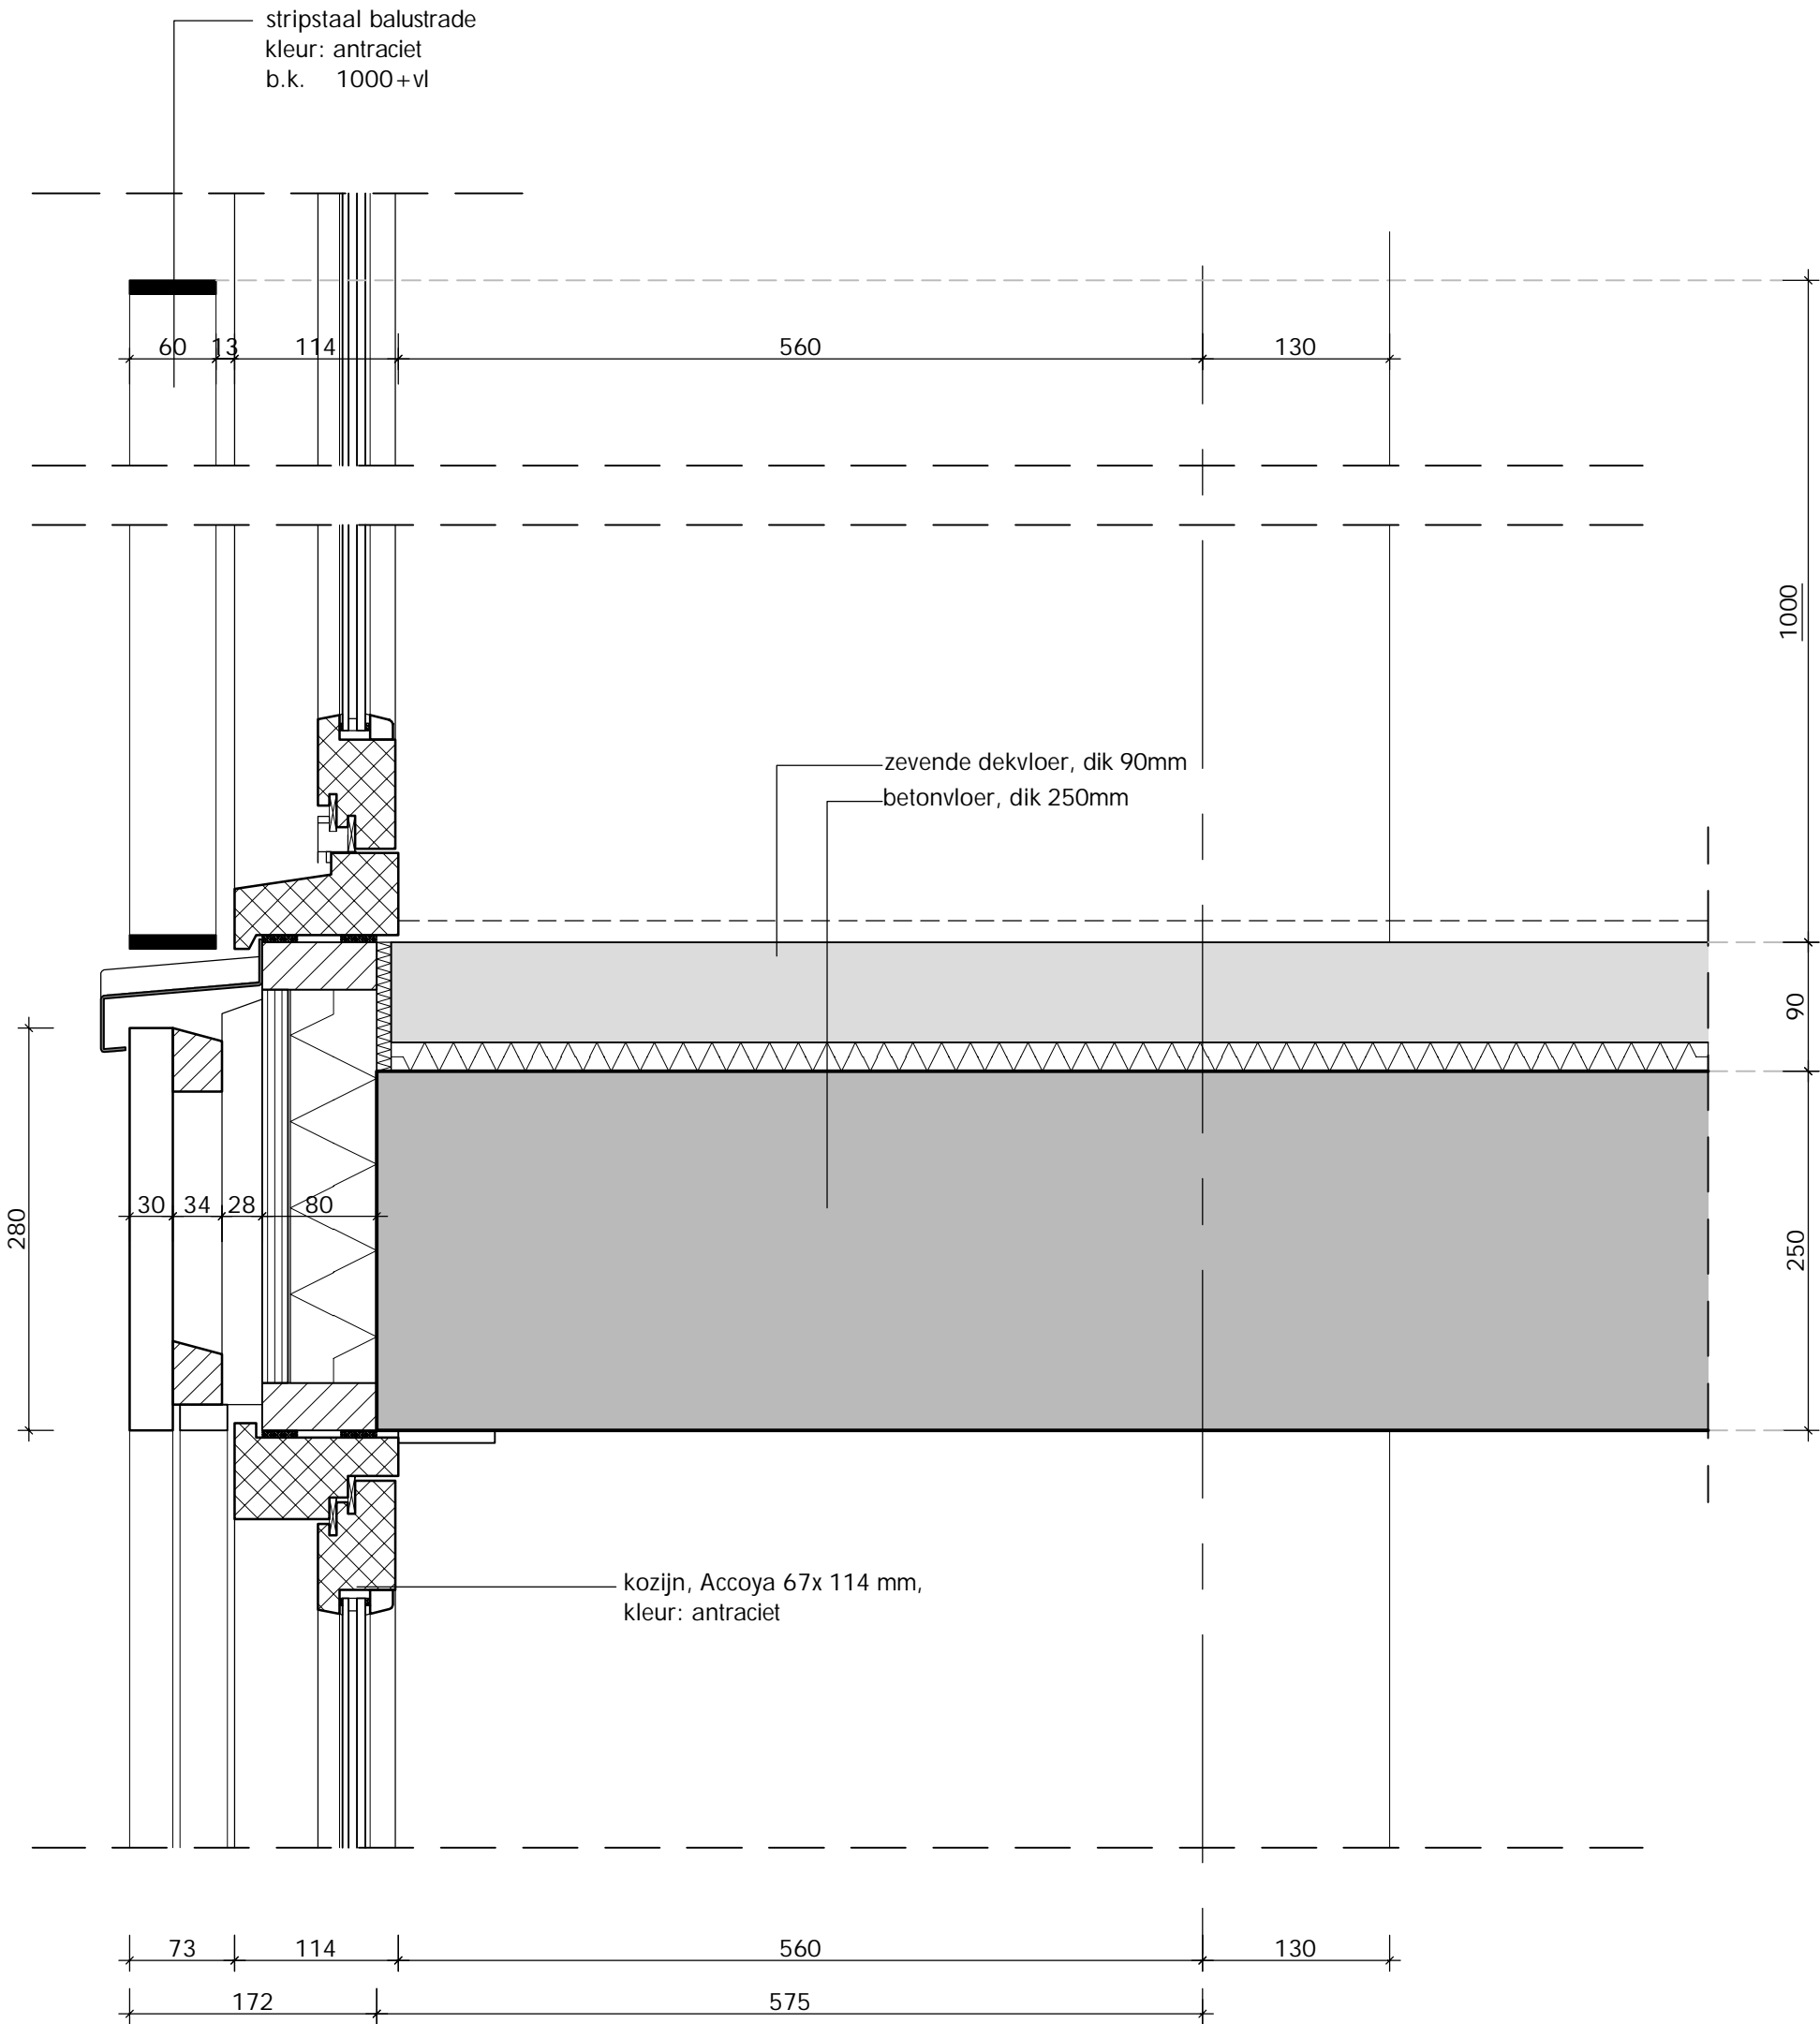 stripstaal balustrade
kleur: antraciet
b.k. 1000+vl
60 13 114 560 130
1000
zevende dekvloer, dik 90mm
betonvloer, dik 250mm
90
280
30 34 28 80
250
kozijn, Accoya 67x 114 mm,
kleur: antraciet
73 114 560 130
172 575